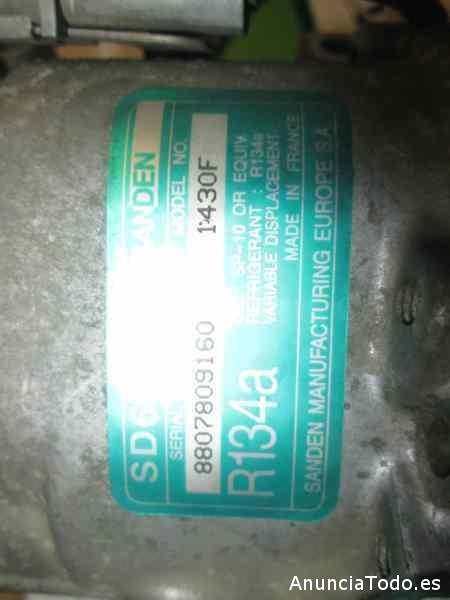 SANDEN
SD6
SERIAL MODEL NO.
8807809160 1430F
SP-10 OR EQUIV.
R134a REFRIGERANT : R134a
VARIABLE DISPLACEMENT
MADE IN FRANCE
SANDEN MANUFACTURING EUROPE S.A.
AnunciaTodo.es